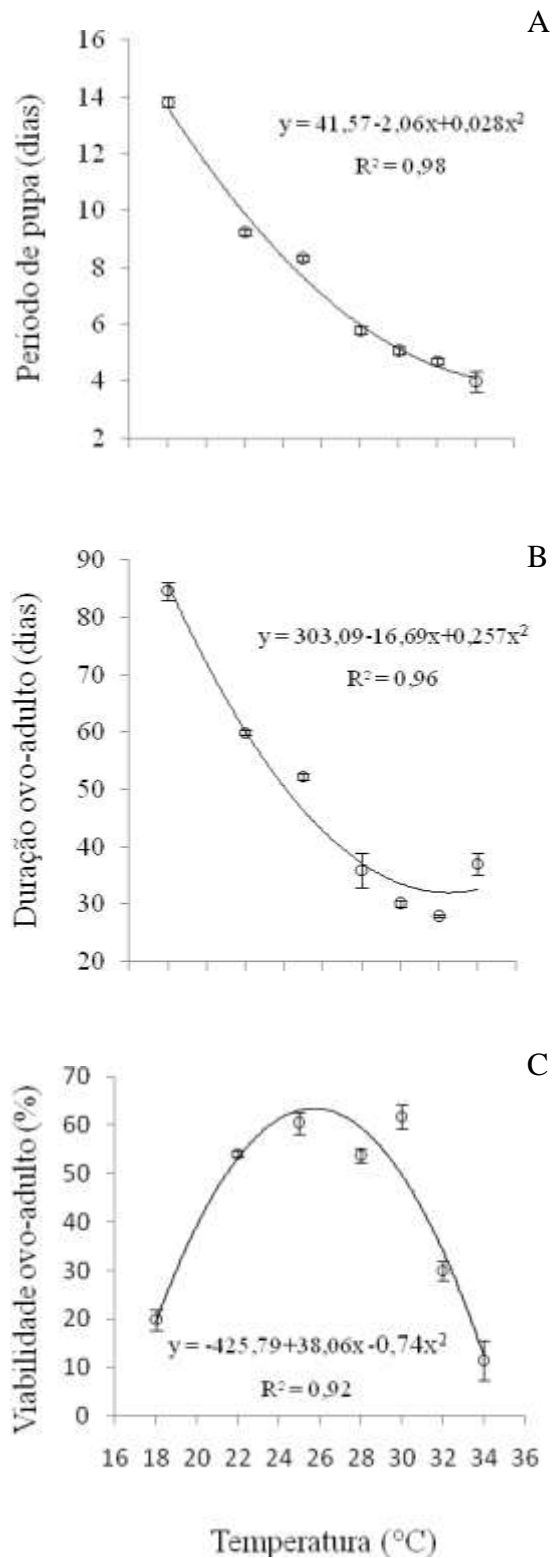 A
Período de pupa (dias)
16
14
12
10
8
6
4
2
y = 41,57-2,06x+0,028x²
R² = 0,98
B
Duração ovo-adulto (dias)
90
80
70
60
50
40
30
20
y = 303,09-16,69x+0,257x²
R² = 0,96
C
Viabilidade ovo-adulto (%)
70
60
50
40
30
20
10
0
y = -425,79+38,06x-0,74x²
R² = 0,92
16 18 20 22 24 26 28 30 32 34 36
Temperatura (°C)